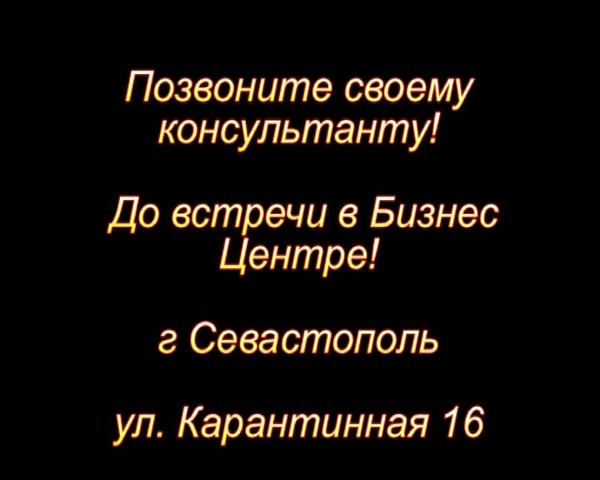 Позвоните своему
консультанту!
До встречи в Бизнес
Центре!
г Севастополь
ул. Карантинная 16